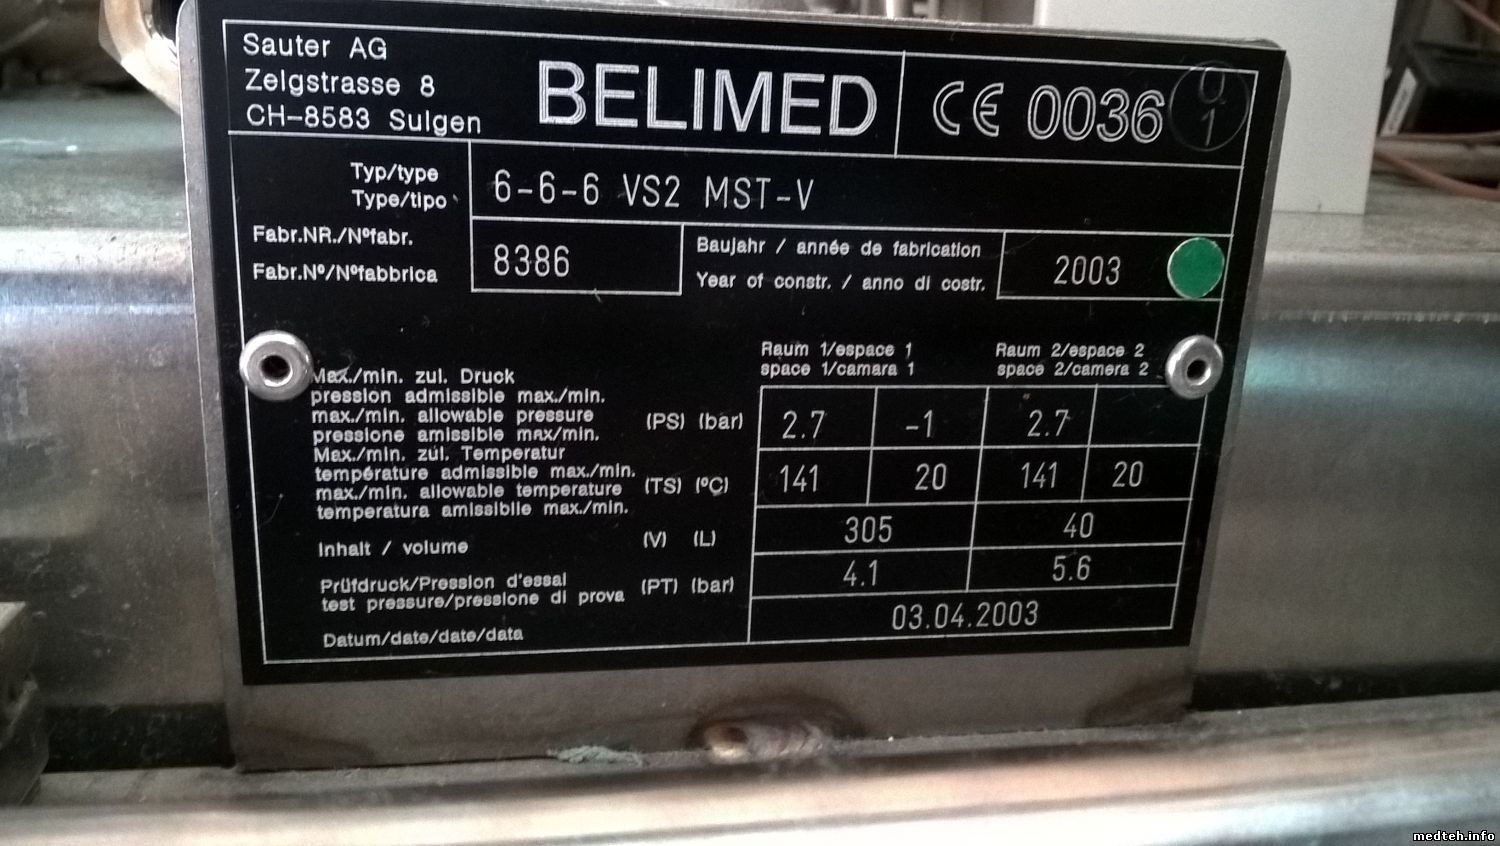 Sauter AG
Zelgstrasse 8
CH-8583 Sulgen
BELIMED
CE 0036
0
1
Typ/type
Type/tipo
6-6-6 VS2 MST-V
Fabr.NR./Nºfabr.
Fabr.Nº/Nºfabbrica
8386
Baujahr / année de fabrication
Year of constr. / anno di costr.
2003
Raum 1/espace 1
space 1/camara 1
Raum 2/espace 2
space 2/camera 2
Max./min. zul. Druck
pression admissible max./min.
max./min. allowable pressure
pressione amissible max/min.
(PS) (bar)
2.7 -1 2.7
Max./min. zul. Temperatur
température admissible max./min.
max./min. allowable temperature
temperatura amissibile max./min.
(TS) (ºC)
141 20 141 20
Inhalt / volume (V) (L) 305 40
Prüfdruck/Pression d'essai
test pressure/pressione di prova
(PT) (bar)
4.1 5.6
Datum/date/date/data 03.04.2003
medteh.info